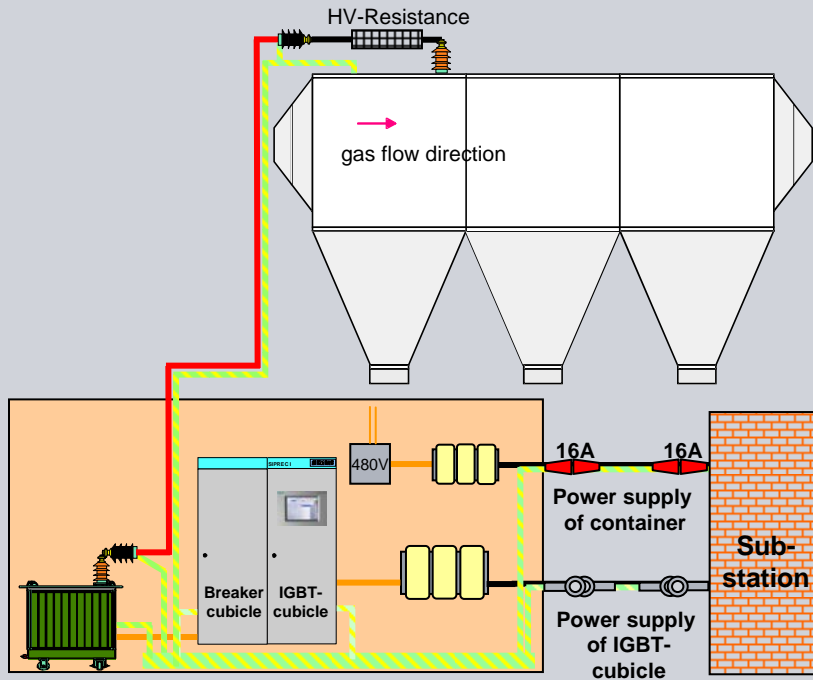 HV-Resistance
gas flow direction
480V
16A
16A
Power supply
of container
SIPREC I
Breaker
cubicle
IGBT-
cubicle
Sub-
station
Power supply
of IGBT-
cubicle